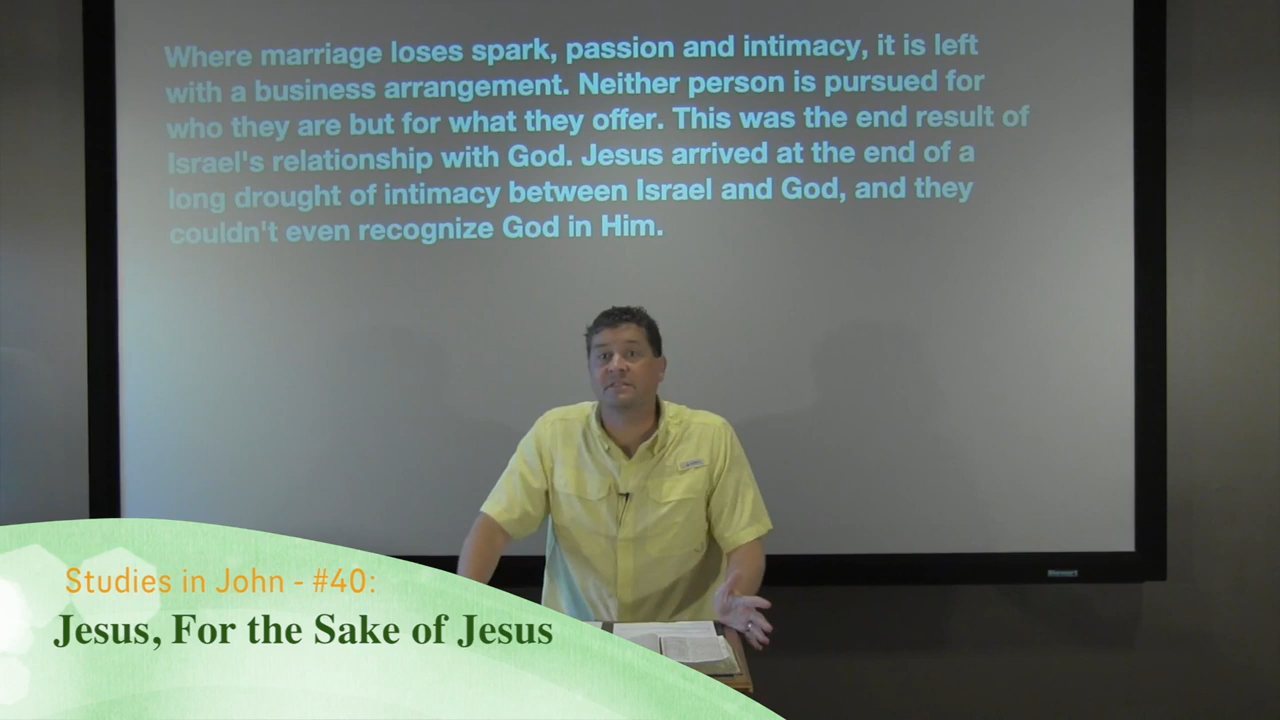 Where marriage loses spark, passion and intimacy, it is left
with a business arrangement. Neither person is pursued for
who they are but for what they offer. This was the end result of
Israel's relationship with God. Jesus arrived at the end of a
long drought of intimacy between Israel and God, and they
couldn't even recognize God in Him.
Stewart
Studies in John - #40:
Jesus, For the Sake of Jesus